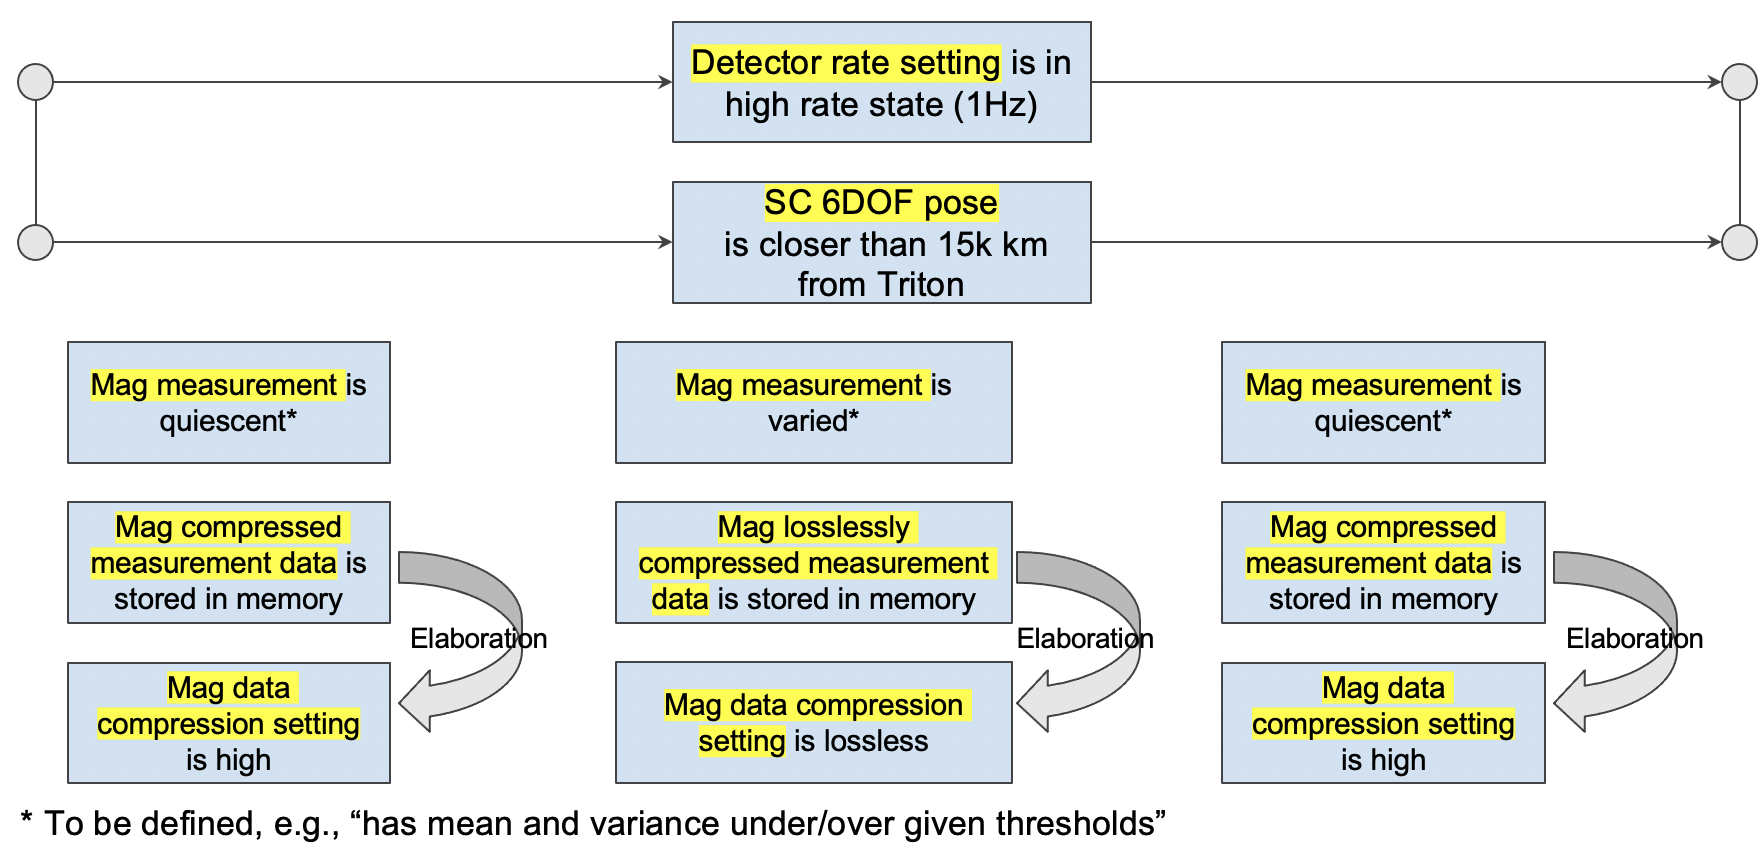 Detector rate setting is in
high rate state (1Hz)
SC 6DOF pose
is closer than 15k km
from Triton
Mag measurement is
quiescent*
Mag measurement is
varied*
Mag measurement is
quiescent*
Mag compressed
measurement data is
stored in memory
Mag losslessly
compressed measurement
data is stored in memory
Mag compressed
measurement data is
stored in memory
Elaboration
Elaboration
Elaboration
Mag data
compression setting
is high
Mag data compression
setting is lossless
Mag data
compression setting
is high
* To be defined, e.g., “has mean and variance under/over given thresholds”